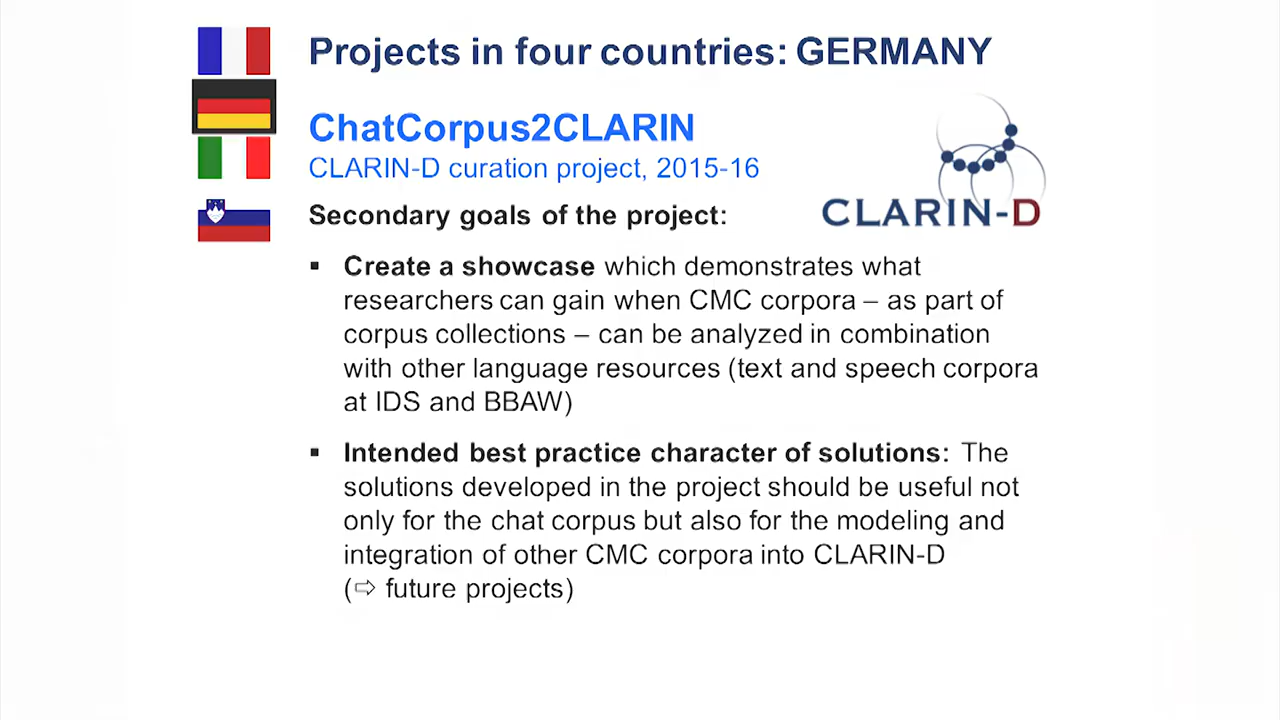 Projects in four countries: GERMANY
ChatCorpus2CLARIN
CLARIN-D curation project, 2015-16
CLARIN-D
Secondary goals of the project:
▪ Create a showcase which demonstrates what
researchers can gain when CMC corpora – as part of
corpus collections – can be analyzed in combination
with other language resources (text and speech corpora
at IDS and BBAW)
▪ Intended best practice character of solutions: The
solutions developed in the project should be useful not
only for the chat corpus but also for the modeling and
integration of other CMC corpora into CLARIN-D
(⇨ future projects)